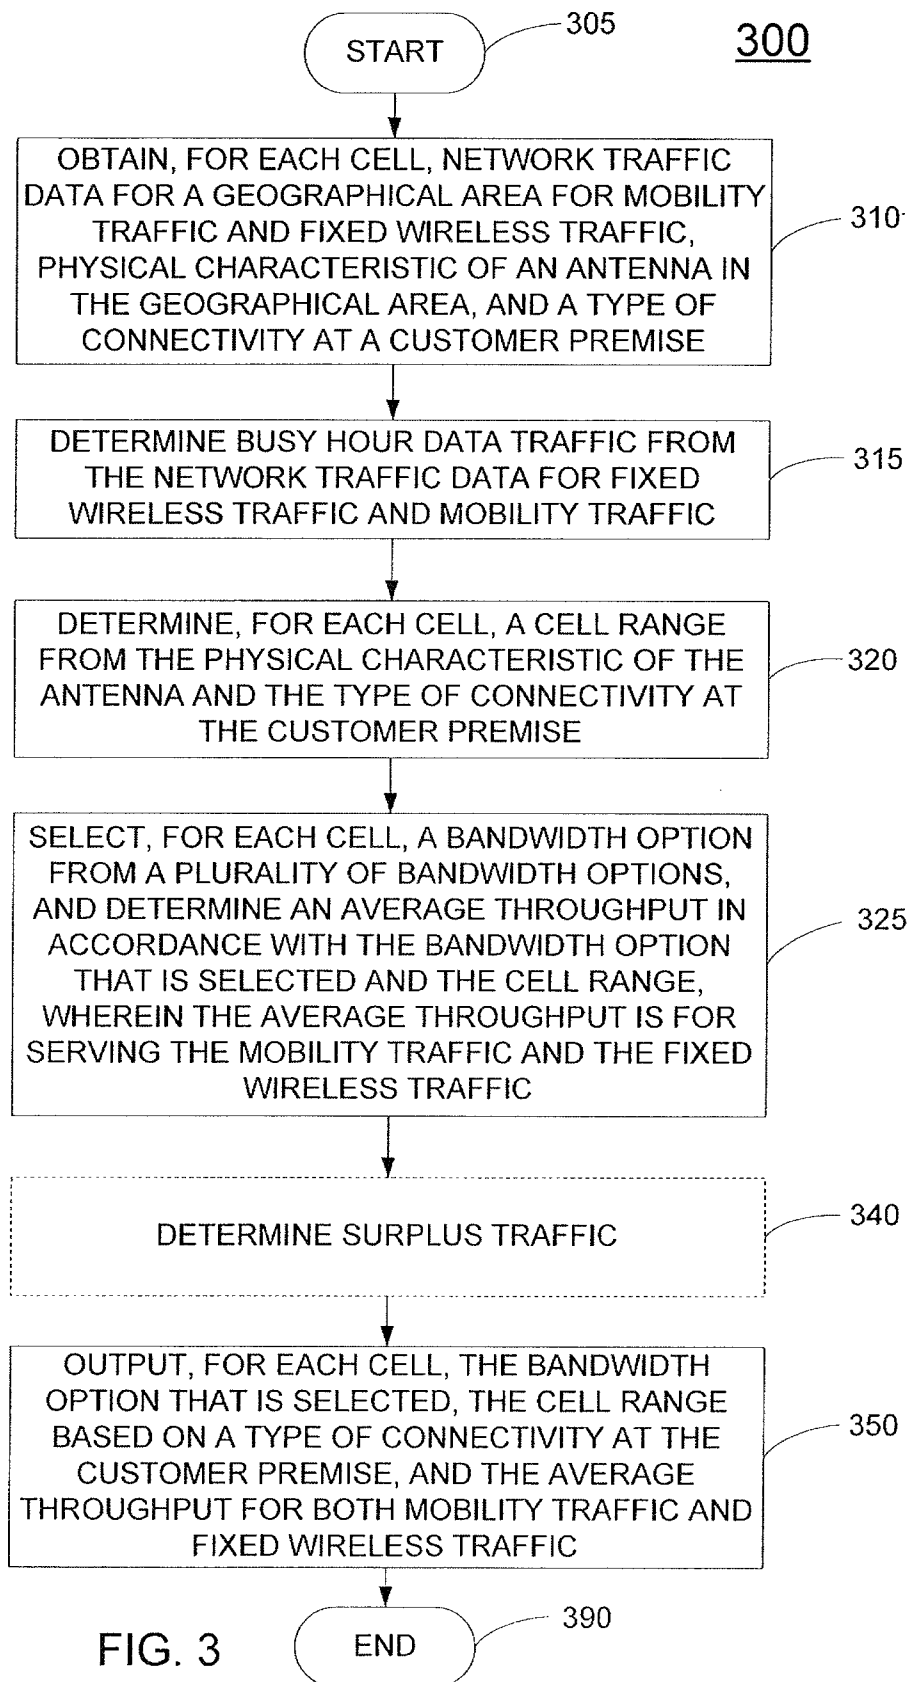 305
300
START
OBTAIN, FOR EACH CELL, NETWORK TRAFFIC
DATA FOR A GEOGRAPHICAL AREA FOR MOBILITY
TRAFFIC AND FIXED WIRELESS TRAFFIC,
PHYSICAL CHARACTERISTIC OF AN ANTENNA IN
THE GEOGRAPHICAL AREA, AND A TYPE OF
CONNECTIVITY AT A CUSTOMER PREMISE
310
DETERMINE BUSY HOUR DATA TRAFFIC FROM
THE NETWORK TRAFFIC DATA FOR FIXED
WIRELESS TRAFFIC AND MOBILITY TRAFFIC
315
DETERMINE, FOR EACH CELL, A CELL RANGE
FROM THE PHYSICAL CHARACTERISTIC OF THE
ANTENNA AND THE TYPE OF CONNECTIVITY AT
THE CUSTOMER PREMISE
320
SELECT, FOR EACH CELL, A BANDWIDTH OPTION
FROM A PLURALITY OF BANDWIDTH OPTIONS,
AND DETERMINE AN AVERAGE THROUGHPUT IN
ACCORDANCE WITH THE BANDWIDTH OPTION
THAT IS SELECTED AND THE CELL RANGE,
WHEREIN THE AVERAGE THROUGHPUT IS FOR
SERVING THE MOBILITY TRAFFIC AND THE FIXED
WIRELESS TRAFFIC
325
DETERMINE SURPLUS TRAFFIC
340
OUTPUT, FOR EACH CELL, THE BANDWIDTH
OPTION THAT IS SELECTED, THE CELL RANGE
BASED ON A TYPE OF CONNECTIVITY AT THE
CUSTOMER PREMISE, AND THE AVERAGE
THROUGHPUT FOR BOTH MOBILITY TRAFFIC AND
FIXED WIRELESS TRAFFIC
350
END
390
FIG. 3